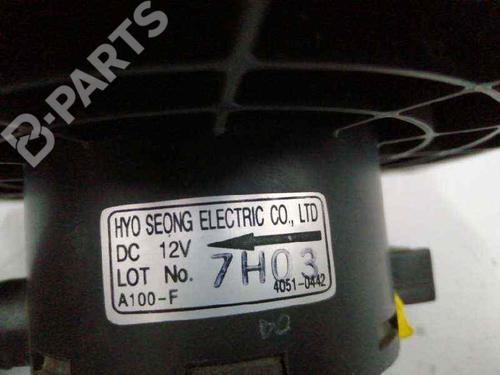 B-PARTS
HYO SEONG ELECTRIC CO., LTD
DC 12V
LOT No. 7H03
A100-F 4051-0442